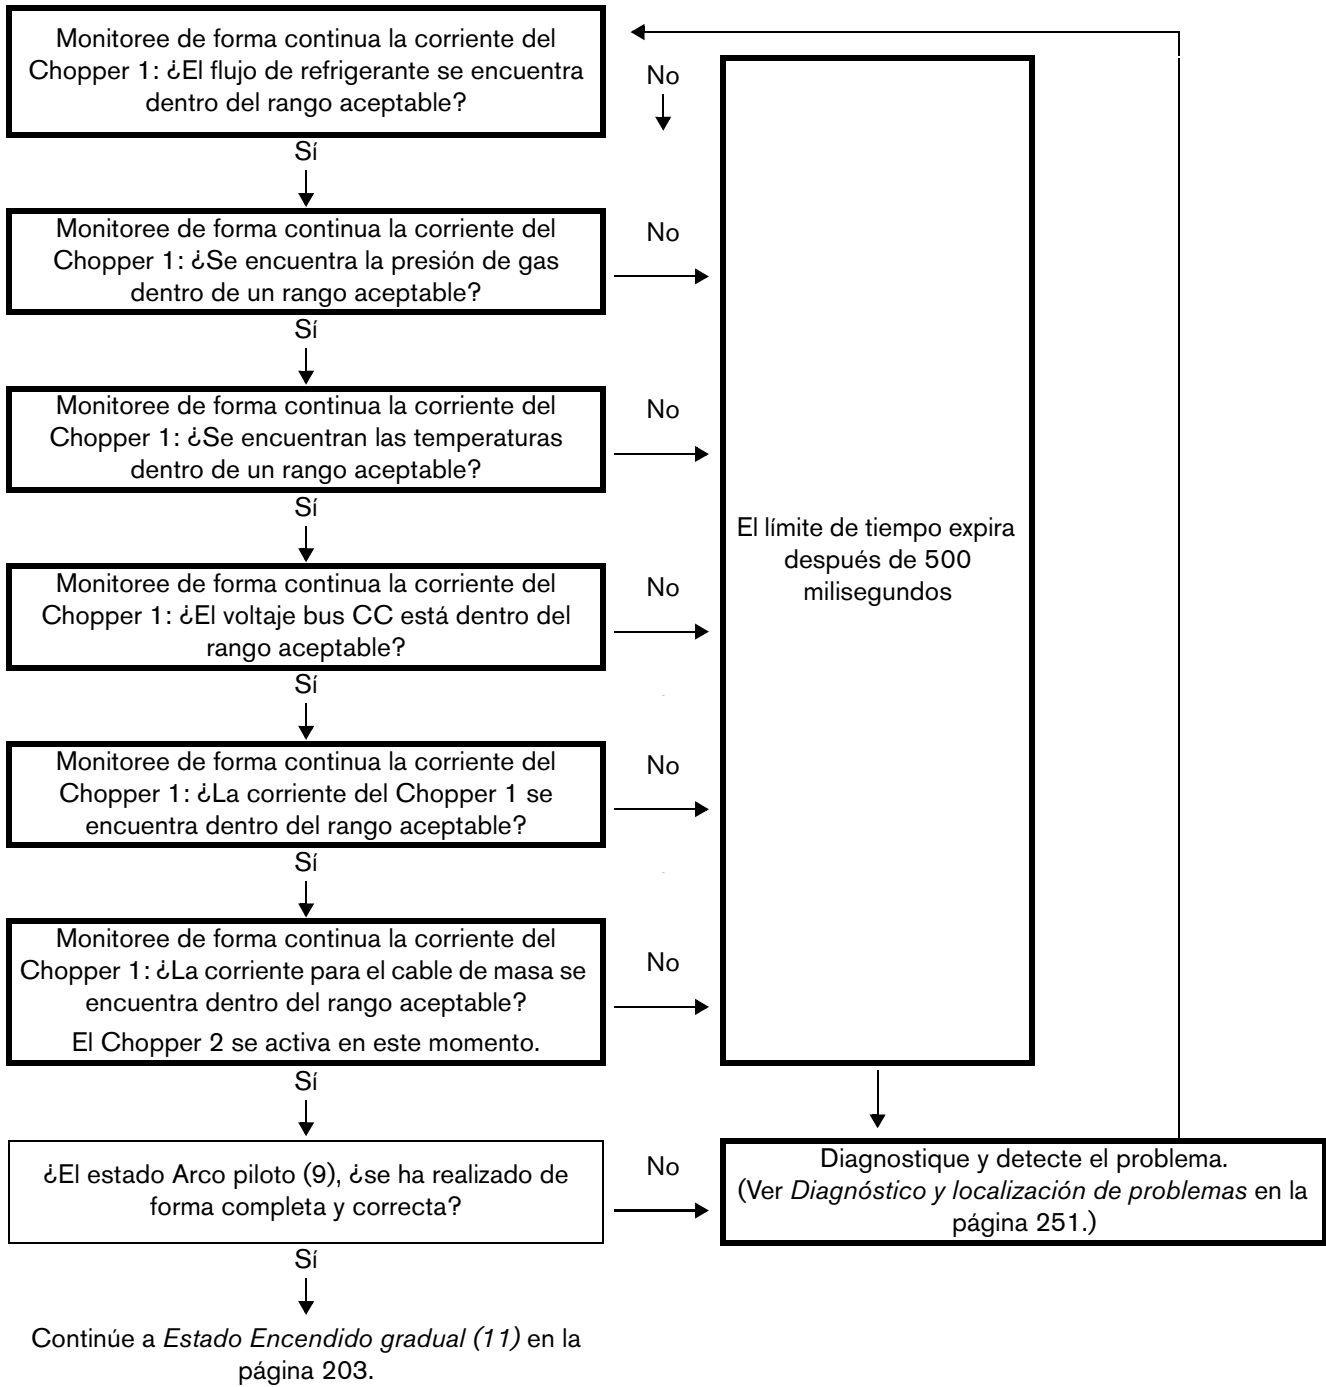 Monitoree de forma continua la corriente del
Chopper 1: ¿El flujo de refrigerante se encuentra
dentro del rango aceptable?
No
Sí
Monitoree de forma continua la corriente del
Chopper 1: ¿Se encuentra la presión de gas
dentro de un rango aceptable?
No
Sí
Monitoree de forma continua la corriente del
Chopper 1: ¿Se encuentran las temperaturas
dentro de un rango aceptable?
No
Sí
Monitoree de forma continua la corriente del
Chopper 1: ¿El voltaje bus CC está dentro del
rango aceptable?
No
Sí
Monitoree de forma continua la corriente del
Chopper 1: ¿La corriente del Chopper 1 se
encuentra dentro del rango aceptable?
No
Sí
Monitoree de forma continua la corriente del
Chopper 1: ¿La corriente para el cable de masa se
encuentra dentro del rango aceptable?
El Chopper 2 se activa en este momento.
No
Sí
El límite de tiempo expira
después de 500
milisegundos
¿El estado Arco piloto (9), ¿se ha realizado de
forma completa y correcta?
No
Diagnostique y detecte el problema.
(Ver Diagnóstico y localización de problemas en la
página 251.)
Sí
Continúe a Estado Encendido gradual (11) en la
página 203.